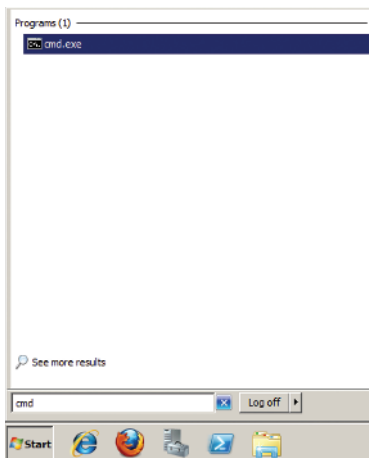 Programs (1)
cmd.exe
See more results
cmd
Log off
Start